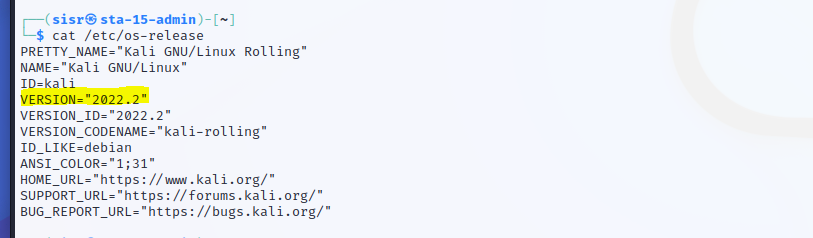 ┌──(sisr㉿sta-15-admin)-[~]
└─$ cat /etc/os-release
PRETTY_NAME="Kali GNU/Linux Rolling"
NAME="Kali GNU/Linux"
ID=kali
VERSION="2022.2"
VERSION_ID="2022.2"
VERSION_CODENAME="kali-rolling"
ID_LIKE=debian
ANSI_COLOR="1;31"
HOME_URL="https://www.kali.org/"
SUPPORT_URL="https://forums.kali.org/"
BUG_REPORT_URL="https://bugs.kali.org/"